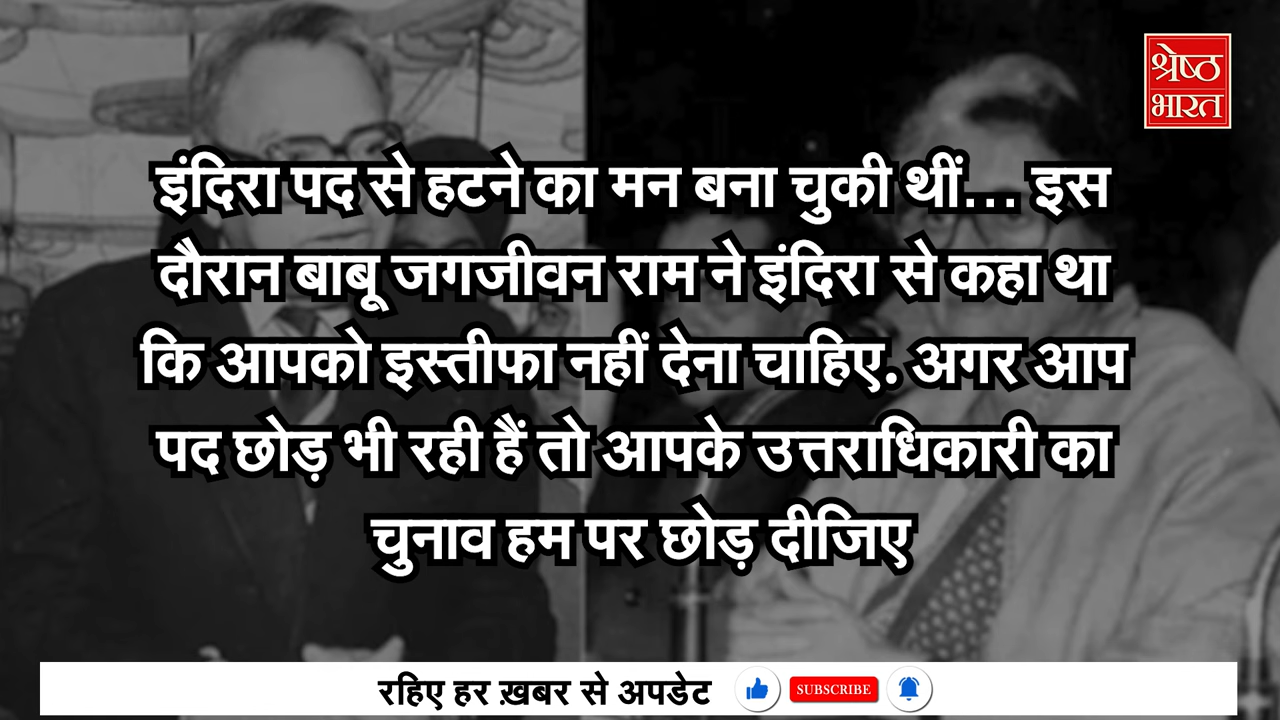 श्रेष्ठ
भारत
इंदिरा पद से हटने का मन बना चुकी थीं... इस
दौरान बाबू जगजीवन राम ने इंदिरा से कहा था
कि आपको इस्तीफा नहीं देना चाहिए. अगर आप
पद छोड़ भी रही हैं तो आपके उत्तराधिकारी का
चुनाव हम पर छोड़ दीजिए
रहिए हर ख़बर से अपडेट
SUBSCRIBE